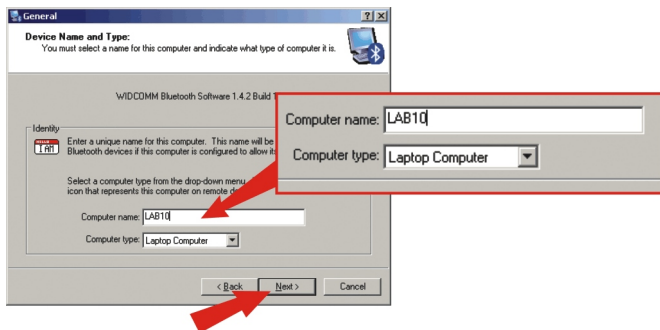 General
Device Name and Type:
You must select a name for this computer and indicate what type of computer it is.
WIDCOMM Bluetooth Software 1.4.2 Build
Identity
HELLO
I AM
Enter a unique name for this computer. This name will be
Bluetooth devices if this computer is configured to allow
Select a computer type from the drop-down menu.
icon that represents this computer on remote
Computer name: LAB10
Computer type: Laptop Computer
< Back Next > Cancel
Computer name: LAB10
Computer type: Laptop Computer